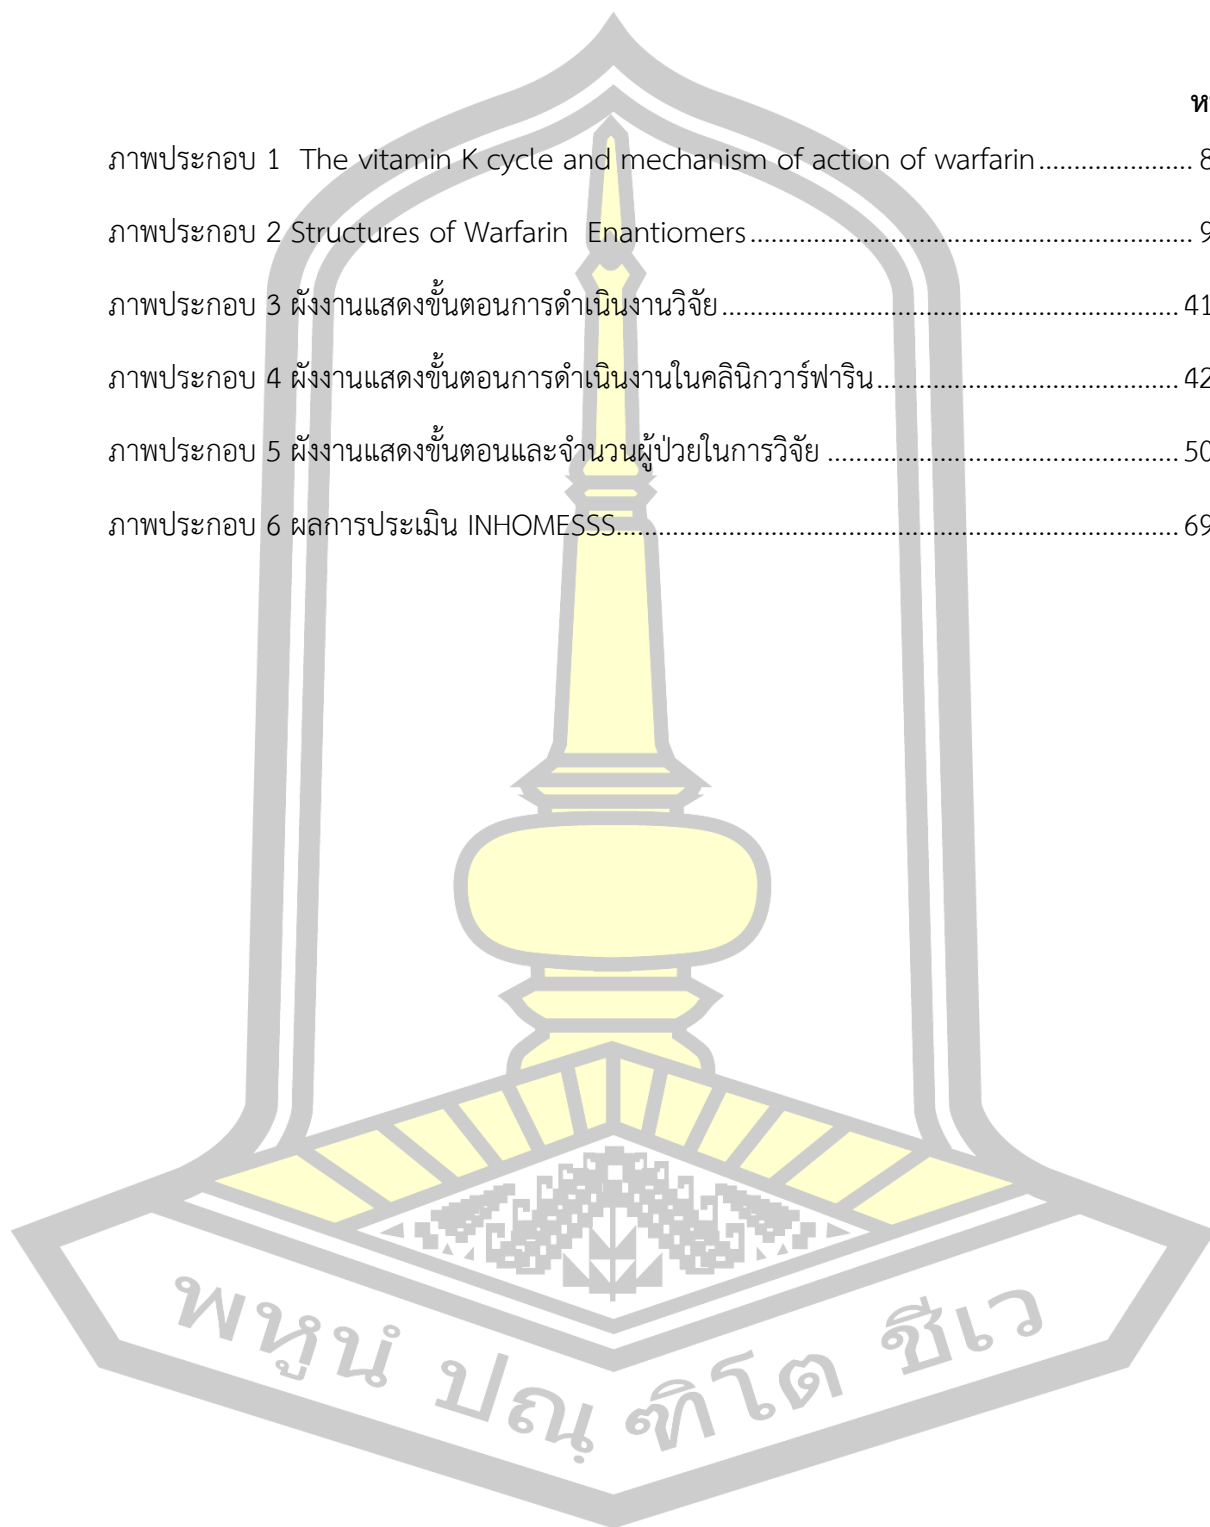 ห
ภาพประกอบ 1 The vitamin K cycle and mechanism of action of warfarin..................... 8
ภาพประกอบ 2 Structures of Warfarin Enantiomers............................................................. 9
ภาพประกอบ 3 ผังงานแสดงขั้นตอนการดำเนินงานวิจัย............................................................... 41
ภาพประกอบ 4 ผังงานแสดงขั้นตอนการดำเนินงานในคลินิกวาร์ฟาริน.......................................... 42
ภาพประกอบ 5 ผังงานแสดงขั้นตอนและจำนวนผู้ป่วยในการวิจัย ................................................ 50
ภาพประกอบ 6 ผลการประเมิน INHOMESSS.............................................................................. 69
พหูนํ ปณฺฑิโต ชีเว